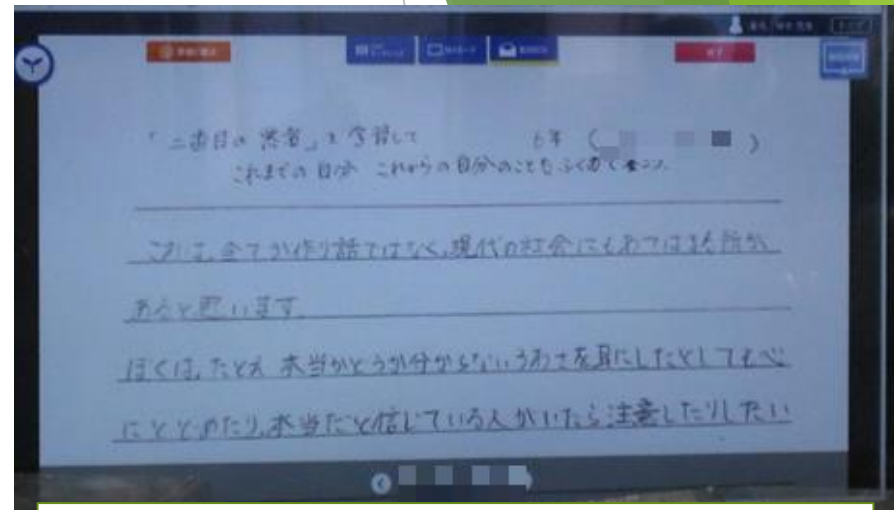 「二番目の悪者」を学習して 6年 ( )
これまでの自分 これからの自分のこともふくめて
これは、全てが作り話ではなく、現代の社会にもあてはまる所が
あると思います。
ぼくは、たとえ本当かどうか分からないうわさを耳にしたとしても心
にとどめたり、本当だと信じている人がいたら注意したりしたい